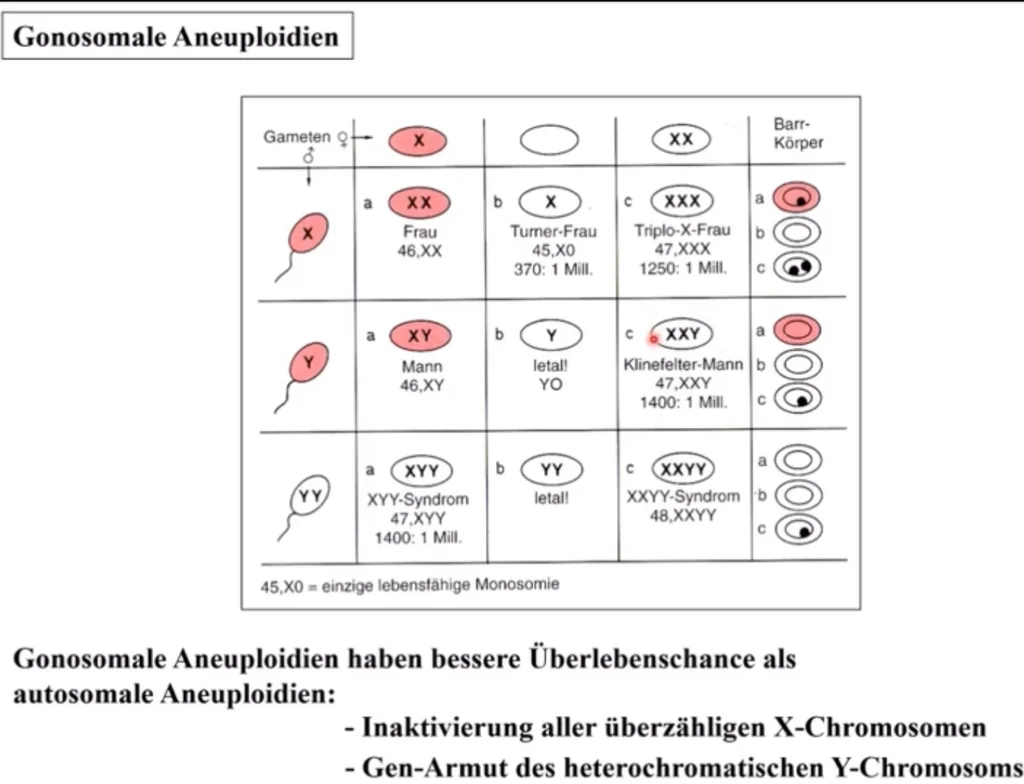 Gonosomale Aneuploidien
Gameten ♀ → X XX Barr-
♂ Körper
↓
X a XX b X c XXX a
Frau Turner-Frau Triplo-X-Frau b
46,XX 45,X0 47,XXX
370: 1 Mill. 1250: 1 Mill. c
Y a XY b Y c XXY a
Mann letal! Klinefelter-Mann b
46,XY YO 47,XXY
1400: 1 Mill. c
YY a XYY b YY c XXYY a
XYY-Syndrom letal! XXYY-Syndrom b
47,XYY 48,XXYY
1400: 1 Mill. c
45,X0 = einzige lebensfähige Monosomie
Gonosomale Aneuploidien haben bessere Überlebenschance als
autosomale Aneuploidien:
- Inaktivierung aller überzähligen X-Chromosomen
- Gen-Armut des heterochromatischen Y-Chromosoms